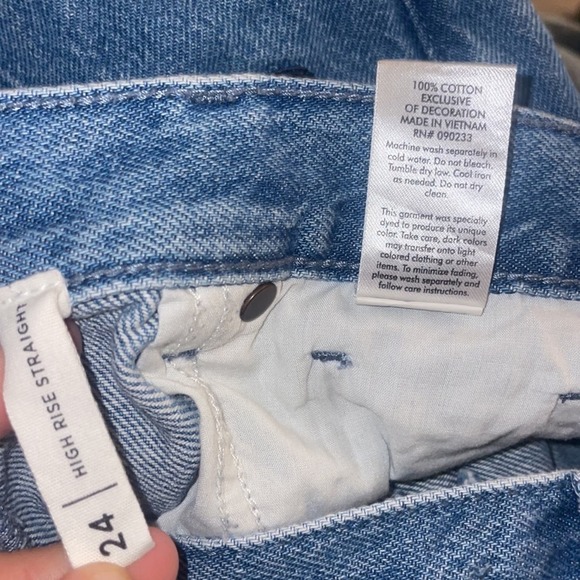 100% COTTON
EXCLUSIVE
OF DECORATION
MADE IN VIETNAM
RN# 090233
Machine wash separately in
cold water. Do not bleach.
Tumble dry low. Cool iron
as needed. Do not dry
clean.
This garment was specially
dyed to produce its unique
color. Take care, dark colors
may transfer onto light
colored clothing or other
items. To minimize fading,
please wash separately and
follow care instructions.
24 | HIGH RISE STRAIGHT